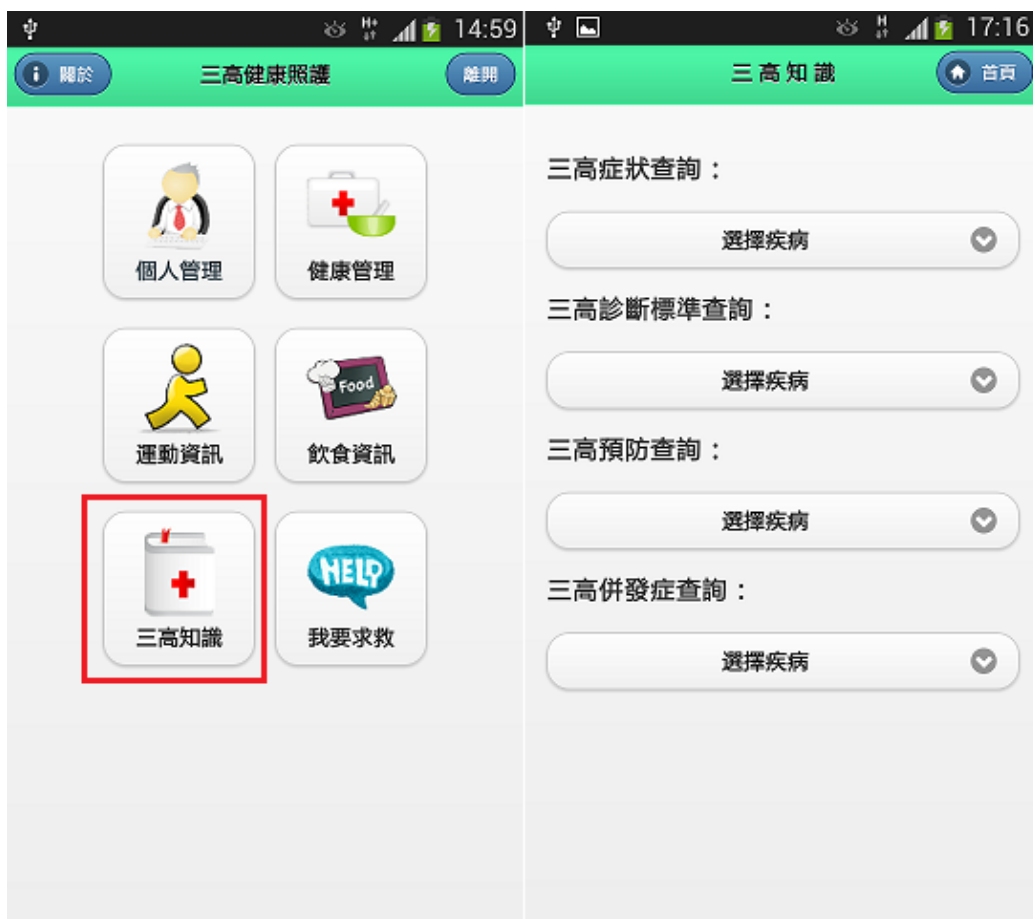 14:59
關於
三高健康照護
離開
個人管理
健康管理
Food
運動資訊
飲食資訊
HELP
三高知識
我要求救
H
17:16
三高知識
首頁
三高症狀查詢：
選擇疾病
三高診斷標準查詢：
選擇疾病
三高預防查詢：
選擇疾病
三高併發症查詢：
選擇疾病